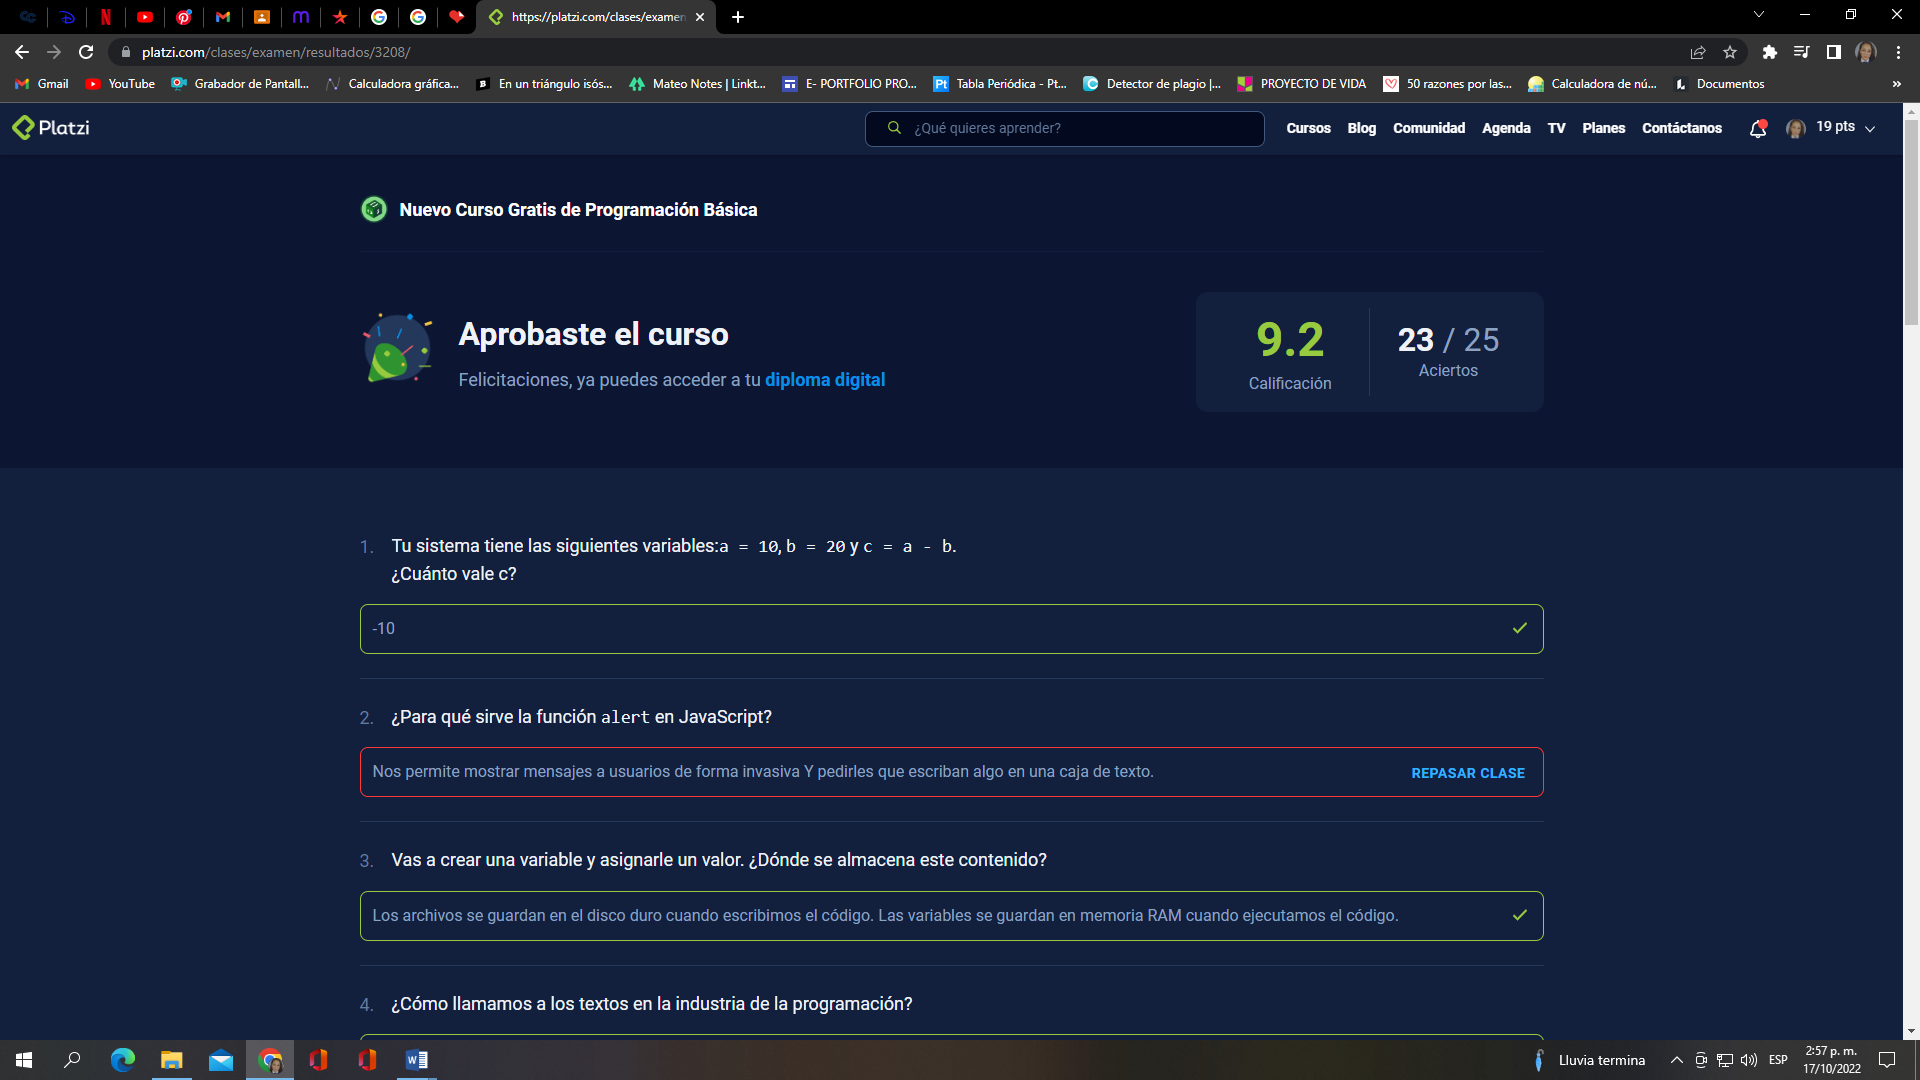 https://platzi.com/clases/examen
platzi.com/clases/examen/resultados/3208/
Gmail
YouTube
Grabador de Pantall...
Calculadora gráfica...
En un triángulo isós...
Mateo Notes | Linkt...
E- PORTFOLIO PRO...
Tabla Periódica - Pt...
Detector de plagio |...
PROYECTO DE VIDA
50 razones por las...
Calculadora de nú...
Documentos
»
Platzi
¿Qué quieres aprender?
Cursos
Blog
Comunidad
Agenda
TV
Planes
Contáctanos
19 pts
Nuevo Curso Gratis de Programación Básica
Aprobaste el curso
Felicitaciones, ya puedes acceder a tu diploma digital
9.2
Calificación
23 / 25
Aciertos
1. Tu sistema tiene las siguientes variables:a = 10, b = 20 y c = a - b.
¿Cuánto vale c?
-10
2. ¿Para qué sirve la función alert en JavaScript?
Nos permite mostrar mensajes a usuarios de forma invasiva Y pedirles que escriban algo en una caja de texto.
REPASAR CLASE
3. Vas a crear una variable y asignarle un valor. ¿Dónde se almacena este contenido?
Los archivos se guardan en el disco duro cuando escribimos el código. Las variables se guardan en memoria RAM cuando ejecutamos el código.
4. ¿Cómo llamamos a los textos en la industria de la programación?
Lluvia termina
ESP
2:57 p. m.
17/10/2022